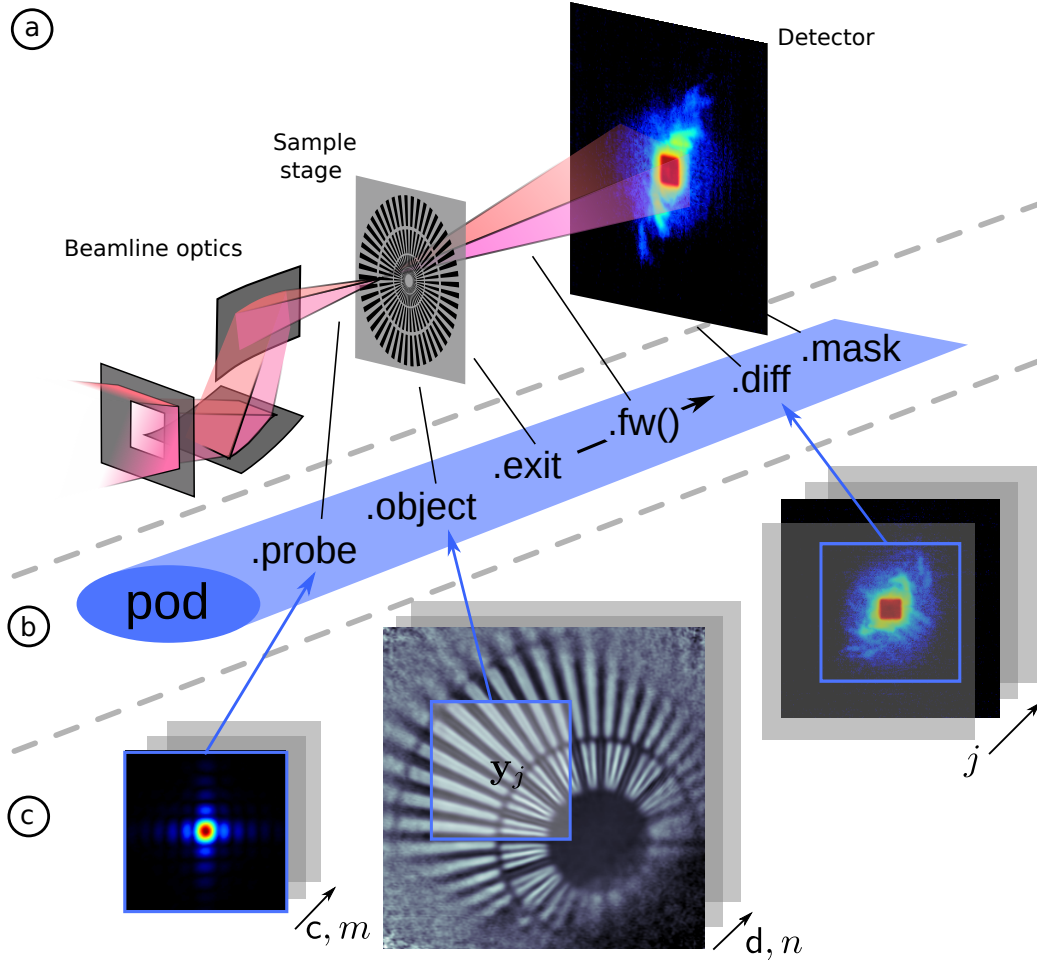 a
Detector
Sample
stage
Beamline optics
.mask
.diff
.fw()
.exit
.object
.probe
pod
b
y_j
j
c
c, m
d, n